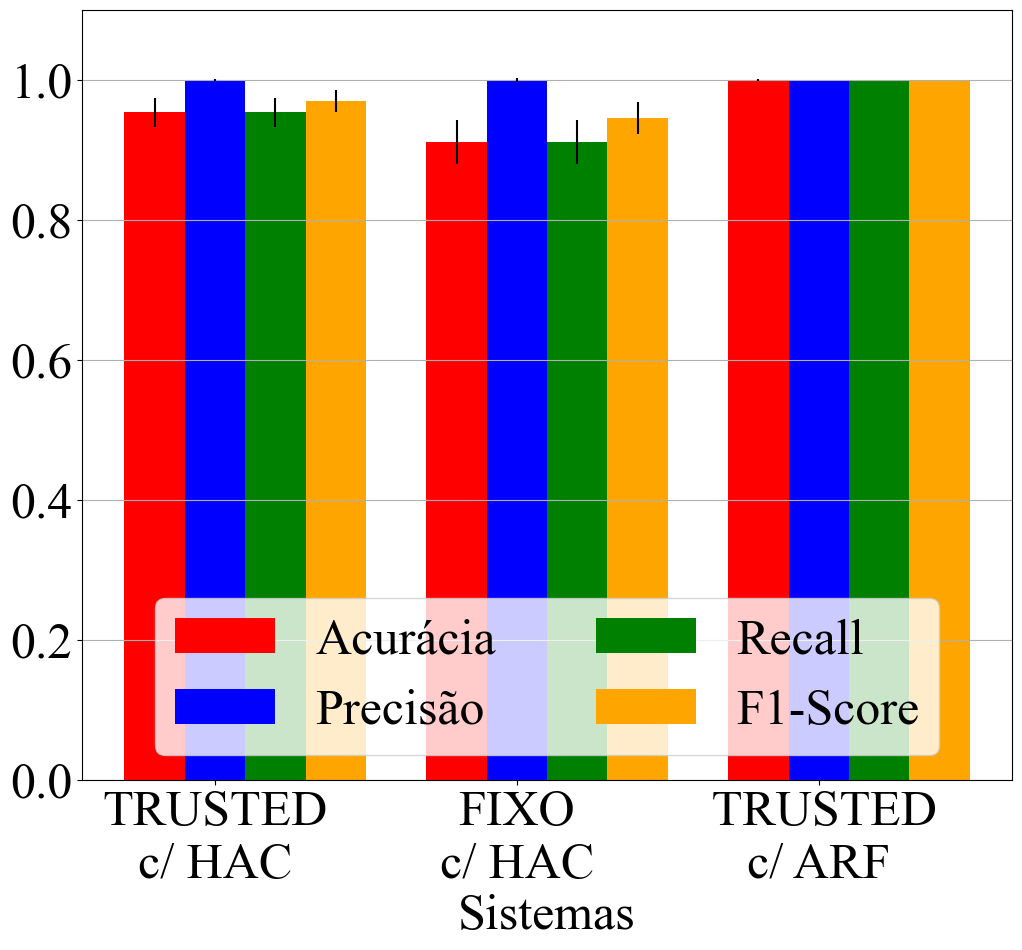 1.0
0.8
0.6
0.4
0.2
0.0
Acurácia
Precisão
Recall
F1-Score
TRUSTED
c/ HAC
FIXO
c/ HAC
TRUSTED
c/ ARF
Sistemas